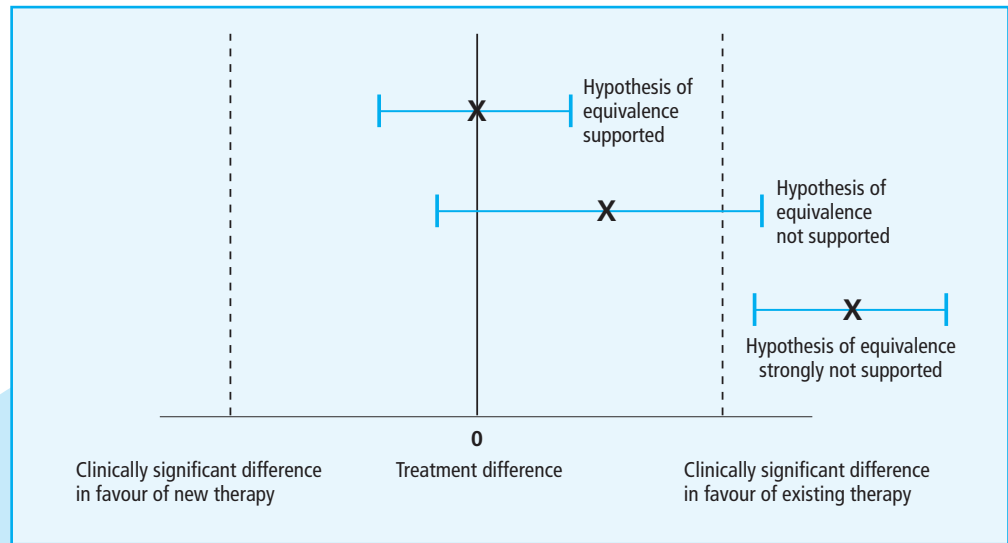 Hypothesis of
equivalence
supported
Hypothesis of
equivalence
not supported
Hypothesis of equivalence
strongly not supported
0
Clinically significant difference
in favour of new therapy
Treatment difference
Clinically significant difference
in favour of existing therapy